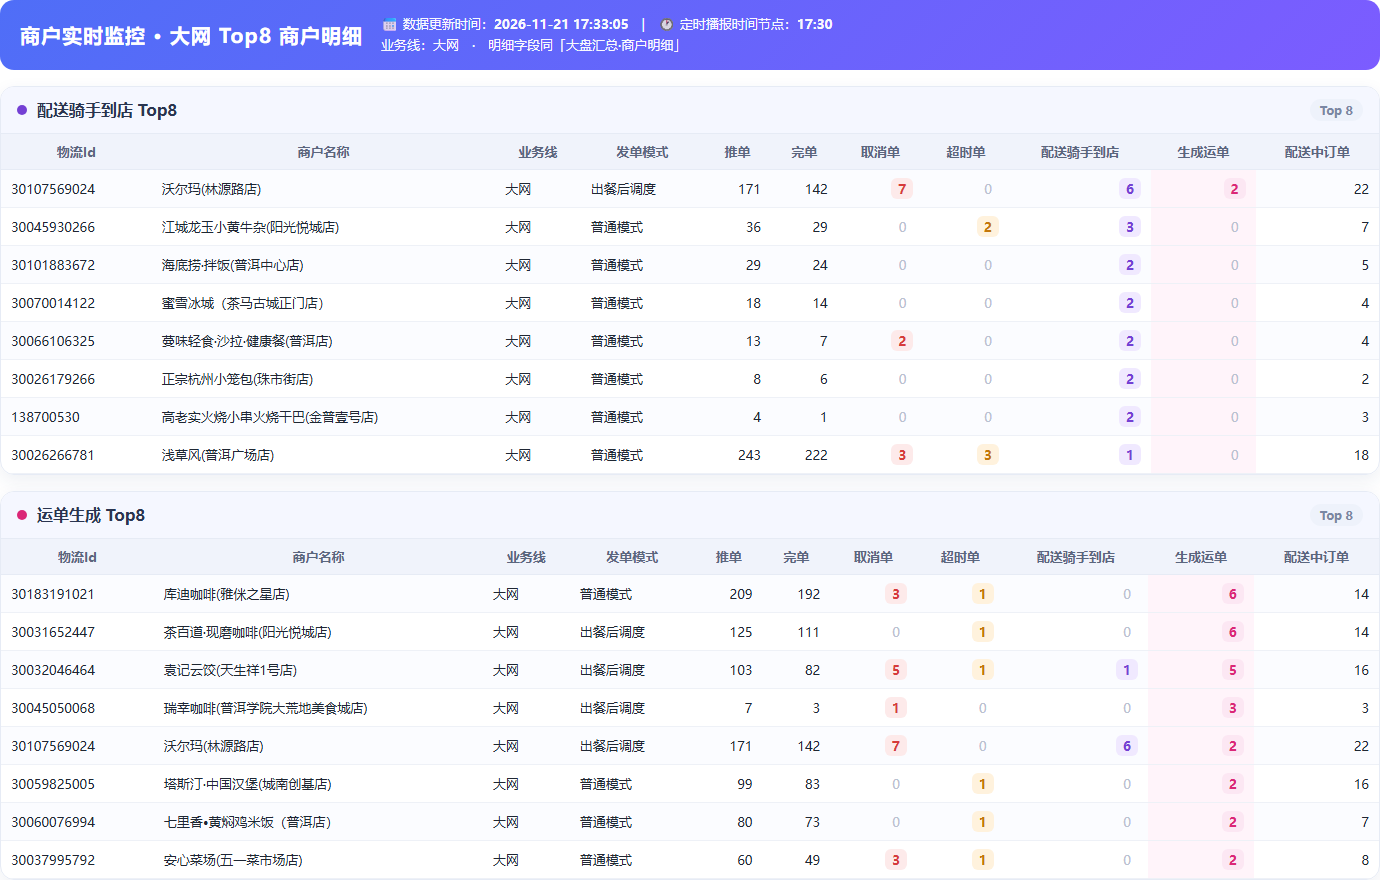 商户实时监控 • 大网 Top8 商户明细
数据更新时间：2026-11-21 17:33:05 | 定时播报时间节点：17:30
业务线：大网 · 明细字段同「大盘汇总·商户明细」
配送骑手到店 Top8 Top 8
物流Id 商户名称 业务线 发单模式 推单 完单 取消单 超时单 配送骑手到店 生成运单 配送中订单
30107569024 沃尔玛(林源路店) 大网 出餐后调度 171 142 7 0 6 2 22
30045930266 江城龙玉小黄牛杂(阳光悦城店) 大网 普通模式 36 29 0 2 3 0 7
30101883672 海底捞·拌饭(普洱中心店) 大网 普通模式 29 24 0 0 2 0 5
30070014122 蜜雪冰城（茶马古城正门店） 大网 普通模式 18 14 0 0 2 0 4
30066106325 蔓味轻食·沙拉·健康餐(普洱店) 大网 普通模式 13 7 2 0 2 0 4
30026179266 正宗杭州小笼包(珠市街店) 大网 普通模式 8 6 0 0 2 0 2
138700530 高老实火烧小串火烧干巴(金普壹号店) 大网 普通模式 4 1 0 0 2 0 3
30026266781 浅草风(普洱广场店) 大网 普通模式 243 222 3 3 1 0 18
运单生成 Top8 Top 8
物流Id 商户名称 业务线 发单模式 推单 完单 取消单 超时单 配送骑手到店 生成运单 配送中订单
30183191021 库迪咖啡(雅侎之星店) 大网 普通模式 209 192 3 1 0 6 14
30031652447 茶百道·现磨咖啡(阳光悦城店) 大网 出餐后调度 125 111 0 1 0 6 14
30032046464 袁记云饺(天生祥1号店) 大网 出餐后调度 103 82 5 1 1 5 16
30045050068 瑞幸咖啡(普洱学院大荒地美食城店) 大网 出餐后调度 7 3 1 0 0 3 3
30107569024 沃尔玛(林源路店) 大网 出餐后调度 171 142 7 0 6 2 22
30059825005 塔斯汀·中国汉堡(城南创基店) 大网 普通模式 99 83 0 1 0 2 16
30060076994 七里香•黄焖鸡米饭（普洱店） 大网 普通模式 80 73 0 1 0 2 7
30037995792 安心菜场(五一菜市场店) 大网 普通模式 60 49 3 1 0 2 8